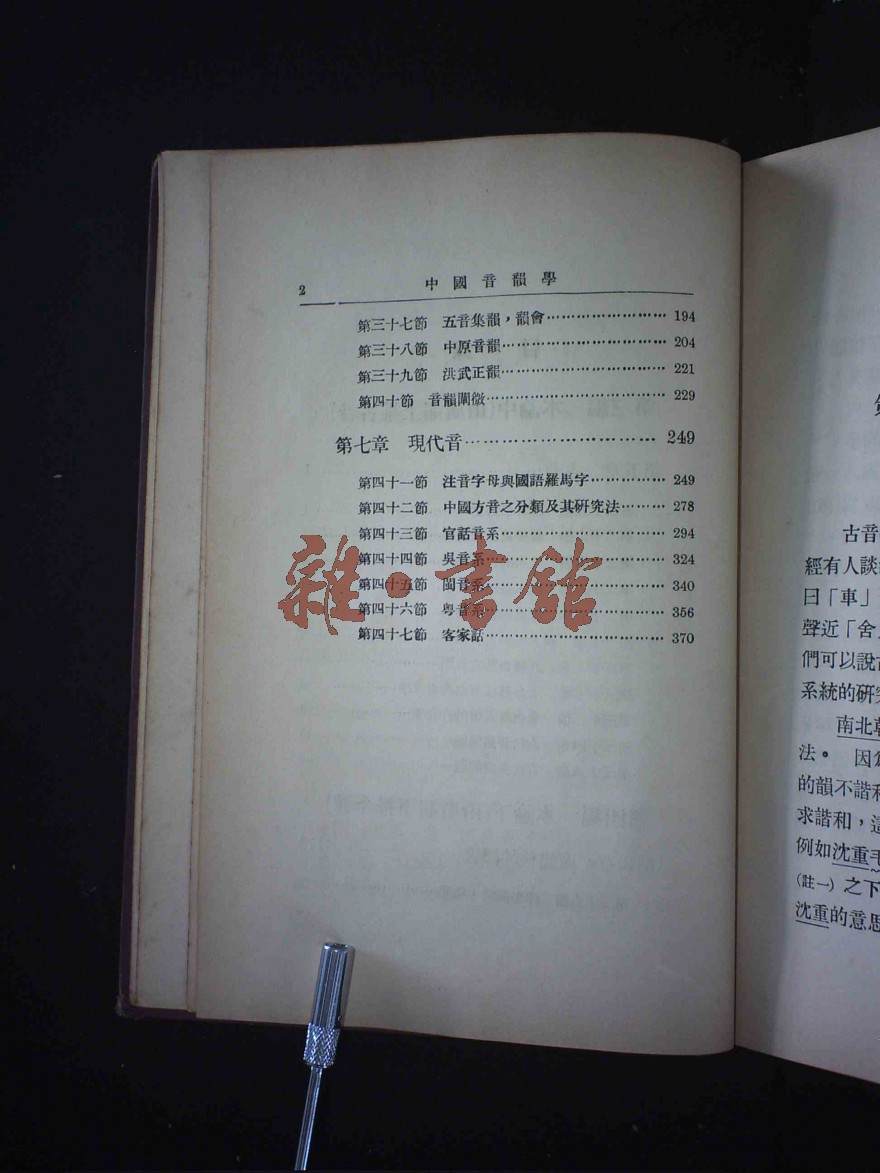 2 中國音韻學
第三十七節 五音集韻，韻會⋯⋯⋯⋯⋯⋯⋯⋯ 194
第三十八節 中原音韻⋯⋯⋯⋯⋯⋯⋯⋯⋯⋯⋯ 204
第三十九節 洪武正韻⋯⋯⋯⋯⋯⋯⋯⋯⋯⋯⋯ 221
第四十節 音韻闡微⋯⋯⋯⋯⋯⋯⋯⋯⋯⋯⋯⋯ 229
第七章 現代音⋯⋯⋯⋯⋯⋯⋯⋯⋯⋯⋯ 249
第四十一節 注音字母與國語羅馬字⋯⋯⋯⋯⋯ 249
第四十二節 中國方音之分類及其研究法⋯⋯⋯ 278
第四十三節 官話音系⋯⋯⋯⋯⋯⋯⋯⋯⋯⋯⋯ 294
第四十四節 吳音系⋯⋯⋯⋯⋯⋯⋯⋯⋯⋯⋯⋯ 324
第四十五節 閩音系⋯⋯⋯⋯⋯⋯⋯⋯⋯⋯⋯⋯ 340
第四十六節 粵音系⋯⋯⋯⋯⋯⋯⋯⋯⋯⋯⋯⋯ 356
第四十七節 客家話⋯⋯⋯⋯⋯⋯⋯⋯⋯⋯⋯⋯ 370
雜·書館
古音
經有人談
曰「車」
聲近「舍」
們可以說
系統的研究
南北朝
法。 因爲
的韻不諧和
求諧和，這
例如沈重毛
(註一)之下
沈重的意思